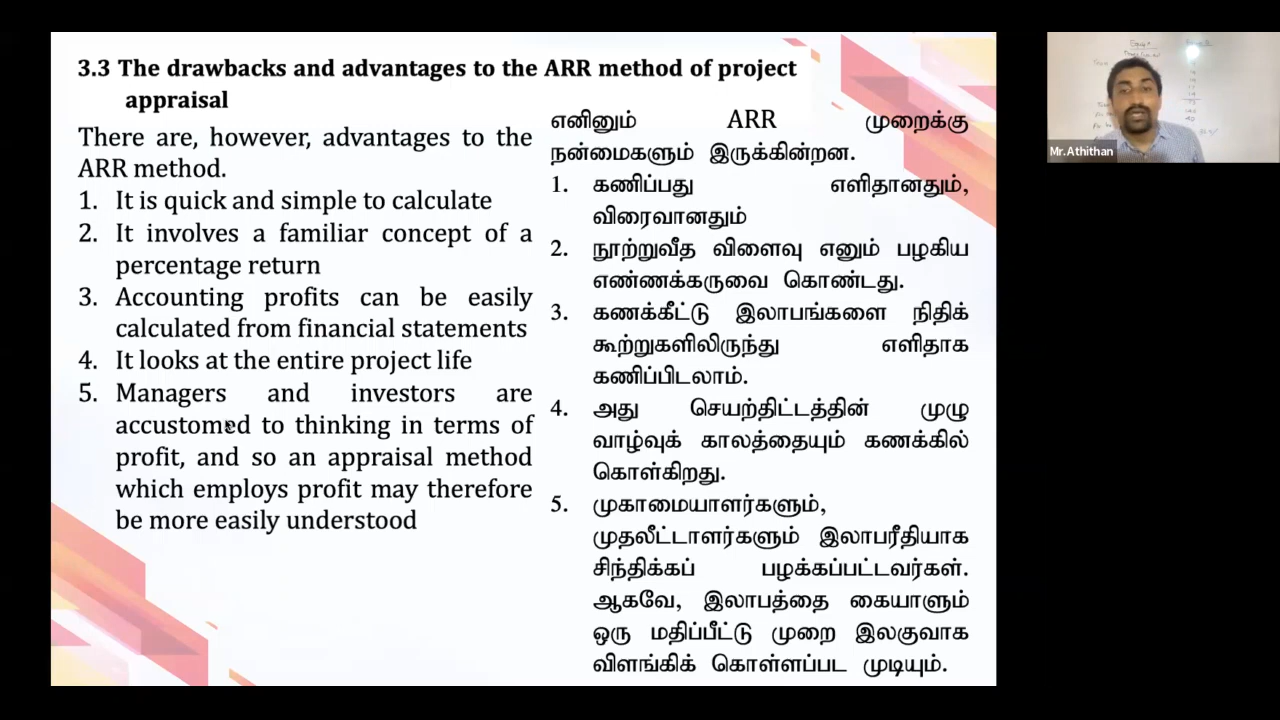 3.3 The drawbacks and advantages to the ARR method of project
appraisal
There are, however, advantages to the
ARR method.
1. It is quick and simple to calculate
2. It involves a familiar concept of a
percentage return
3. Accounting profits can be easily
calculated from financial statements
4. It looks at the entire project life
5. Managers and investors are
accustomed to thinking in terms of
profit, and so an appraisal method
which employs profit may therefore
be more easily understood
எனினும் ARR முறைக்கு
நன்மைகளும் இருக்கின்றன.
1. கணிப்பது எளிதானதும்,
விரைவானதும்
2. நூற்றுவீத விளைவு எனும் பழகிய
எண்ணக்கருவை கொண்டது.
3. கணக்கீட்டு இலாபங்களை நிதிக்
கூற்றுகளிலிருந்து எளிதாக
கணிப்பிடலாம்.
4. அது செயற்திட்டத்தின் முழு
வாழ்வுக் காலத்தையும் கணக்கில்
கொள்கிறது.
5. முகாமையாளர்களும்,
முதலீட்டாளர்களும் இலாபரீதியாக
சிந்திக்கப் பழக்கப்பட்டவர்கள்.
ஆகவே, இலாபத்தை கையாளும்
ஒரு மதிப்பீட்டு முறை இலகுவாக
விளங்கிக் கொள்ளப்பட முடியும்.
Mr.Athithan